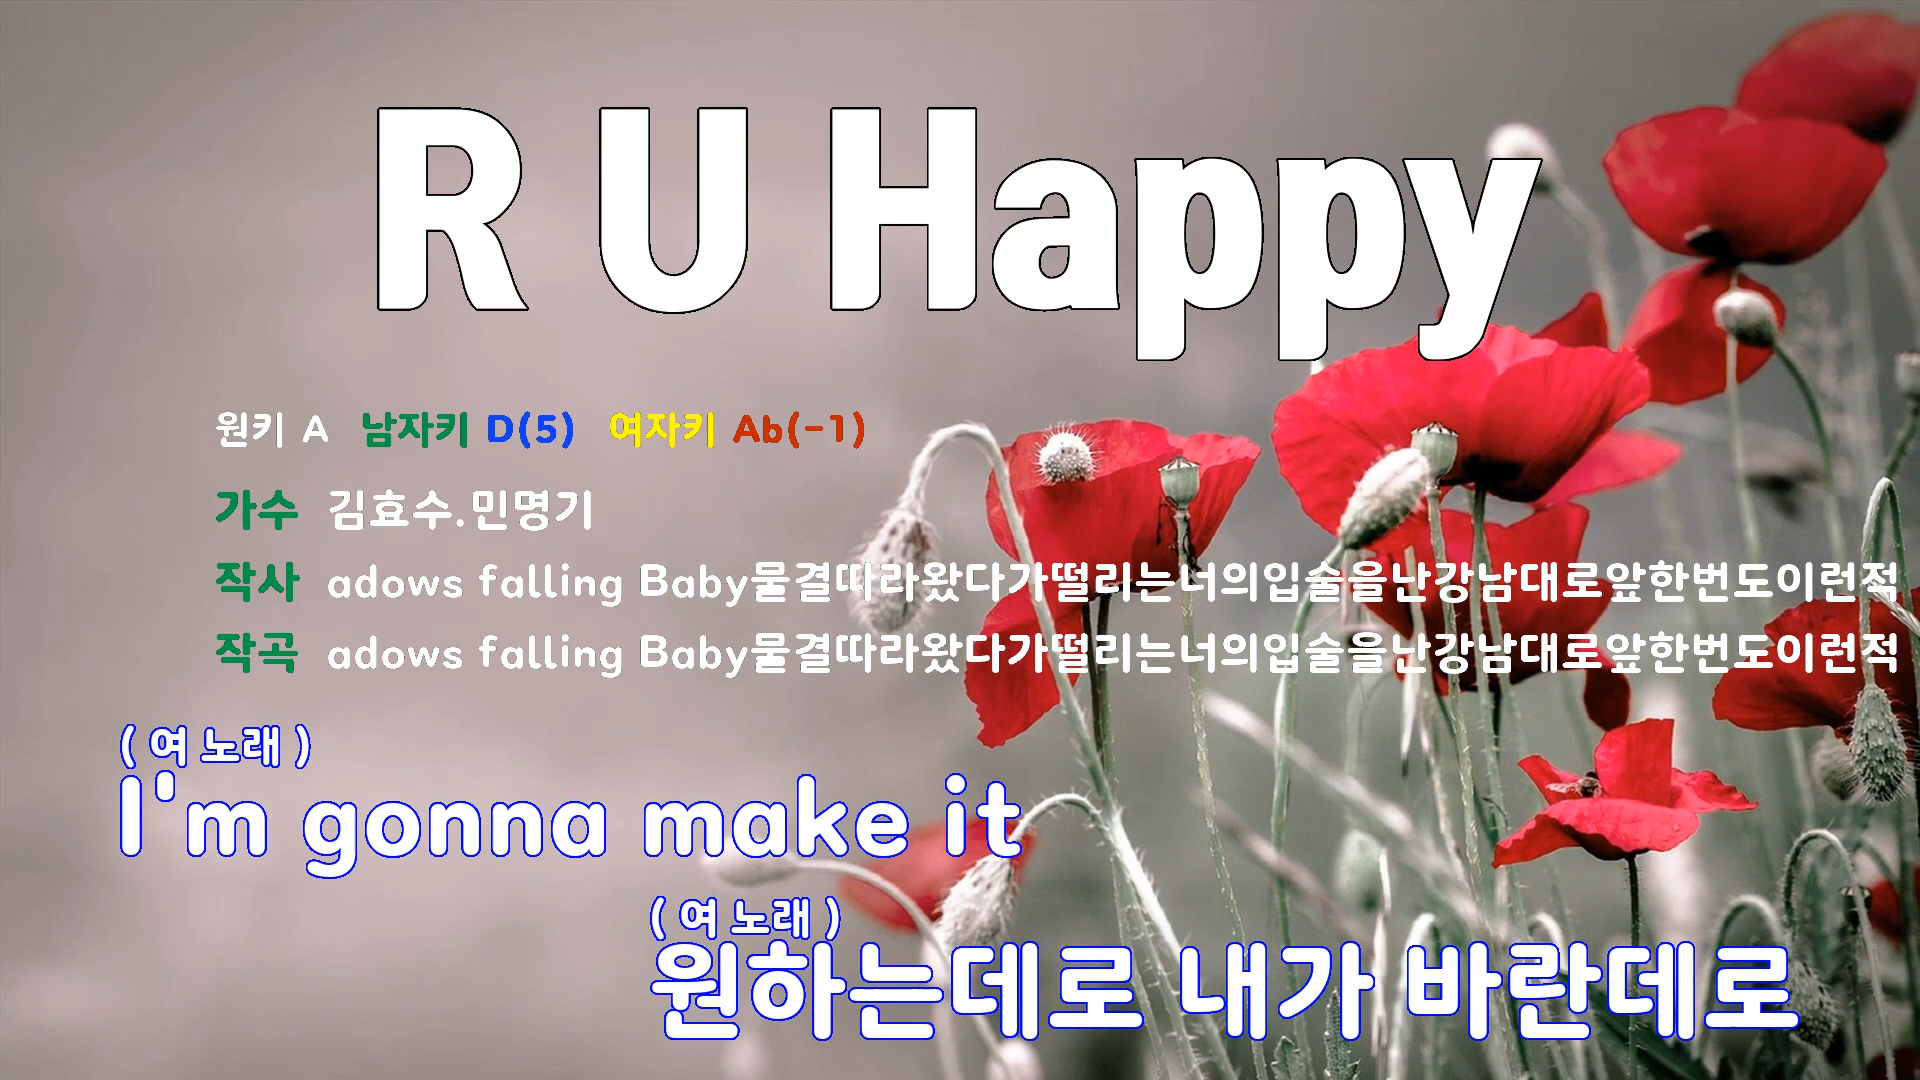 R U Happy
원키 A 남자키 D(5) 여자키 Ab(-1)
가수 김효수.민명기
작사 adows falling Baby물결따라왔다가떨리는너의입술을난강남대로앞한번도이런적
작곡 adows falling Baby물결따라왔다가떨리는너의입술을난강남대로앞한번도이런적
( 여 노래 )
I'm gonna make it
( 여 노래 )
원하는데로 내가 바란데로